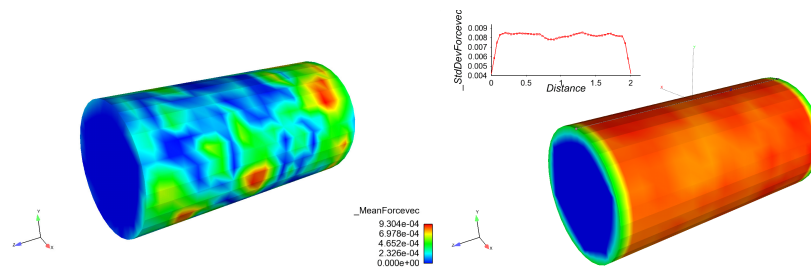 _StdDevForcevec
0.009
0.008
0.007
0.006
0.005
0.004
0 0.5 1 1.5 2
Distance
_MeanForcevec
9.304e-04
6.978e-04
4.652e-04
2.326e-04
0.000e+00
Y
Z X
Y
Z X